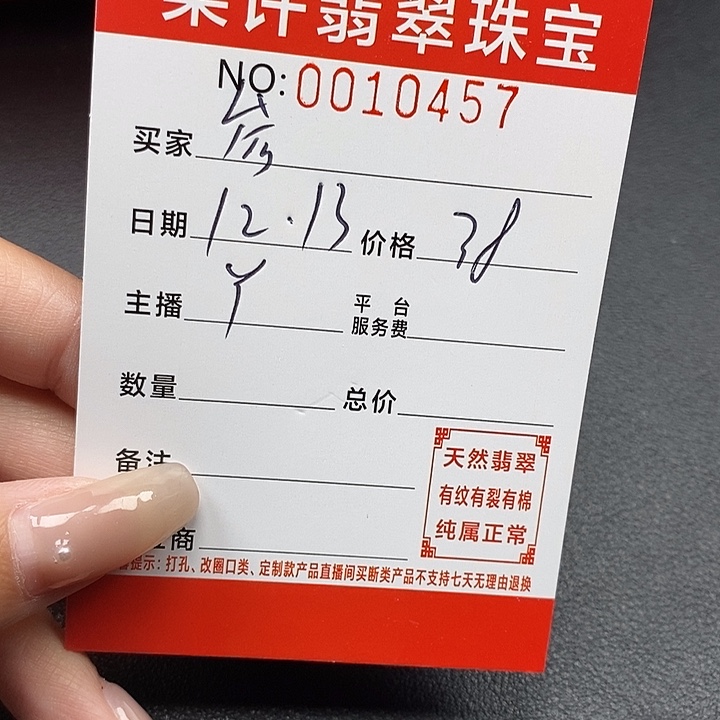 翡翠珠宝
NO:0010457
买家
日期 12.13 价格 38
主播 Y 平台服务费
数量 总价
备注
天然翡翠
有纹有裂有棉
纯属正常
商
提示：打孔、改圈口类、定制款产品直播间买断类产品不支持七天无理由退换